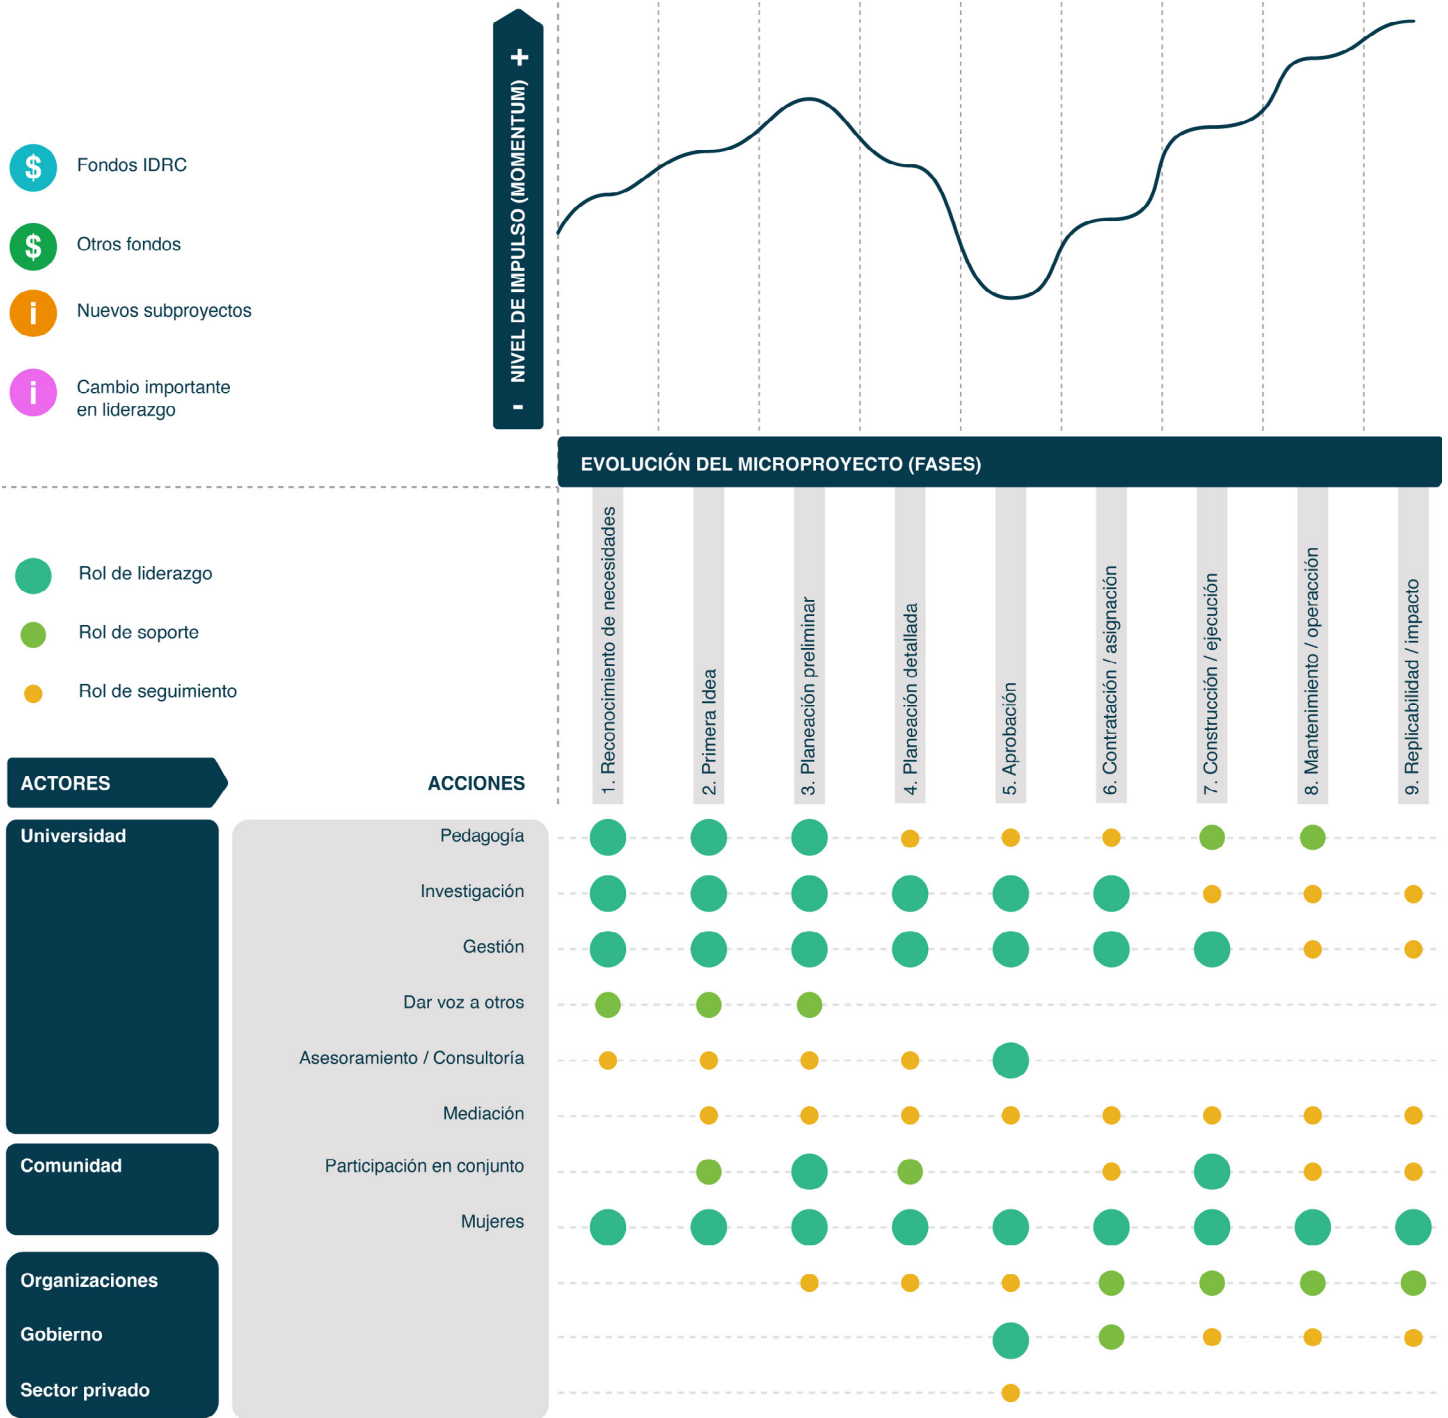 $ Fondos IDRC
$ Otros fondos
i Nuevos subproyectos
i Cambio importante
en liderazgo
- NIVEL DE IMPULSO (MOMENTUM) +
EVOLUCIÓN DEL MICROPROYECTO (FASES)
Rol de liderazgo
Rol de soporte
Rol de seguimiento
1. Reconocimiento de necesidades
2. Primera Idea
3. Planeación preliminar
4. Planeación detallada
5. Aprobación
6. Contratación / asignación
7. Construcción / ejecución
8. Mantenimiento / operacción
9. Replicabilidad / impacto
ACTORES
ACCIONES
Universidad
Pedagogía
Investigación
Gestión
Dar voz a otros
Asesoramiento / Consultoría
Mediación
Comunidad
Participación en conjunto
Mujeres
Organizaciones
Gobierno
Sector privado